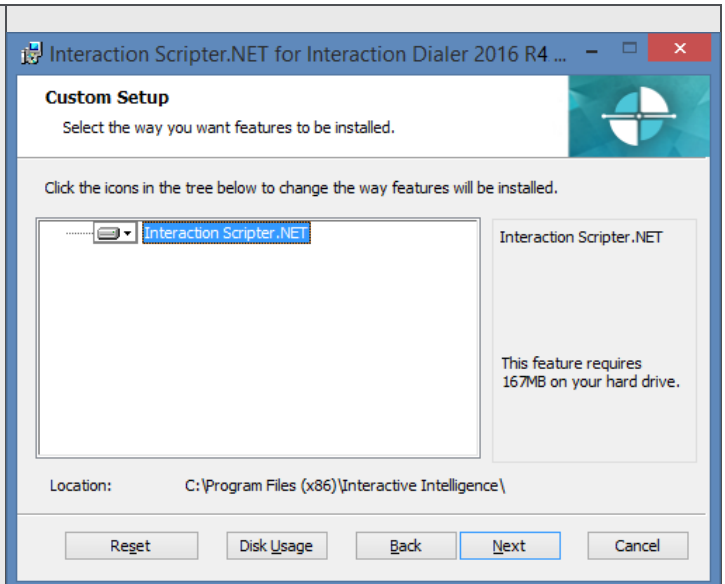 Interaction Scripter.NET for Interaction Dialer 2016 R4 ...
Custom Setup
Select the way you want features to be installed.
Click the icons in the tree below to change the way features will be installed.
Interaction Scripter.NET
Interaction Scripter.NET
This feature requires
167MB on your hard drive.
Location: C:\Program Files (x86)\Interactive Intelligence\
Reset Disk Usage Back Next Cancel